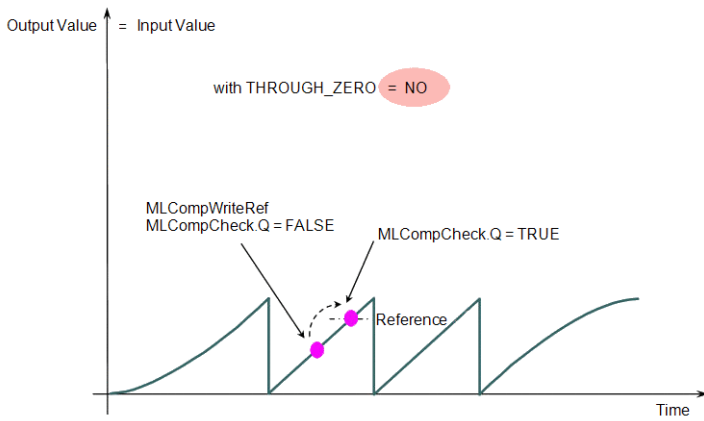 Output Value = Input Value
with THROUGH_ZERO = NO
MLCompWriteRef
MLCompCheck.Q = FALSE
MLCompCheck.Q = TRUE
Reference
Time